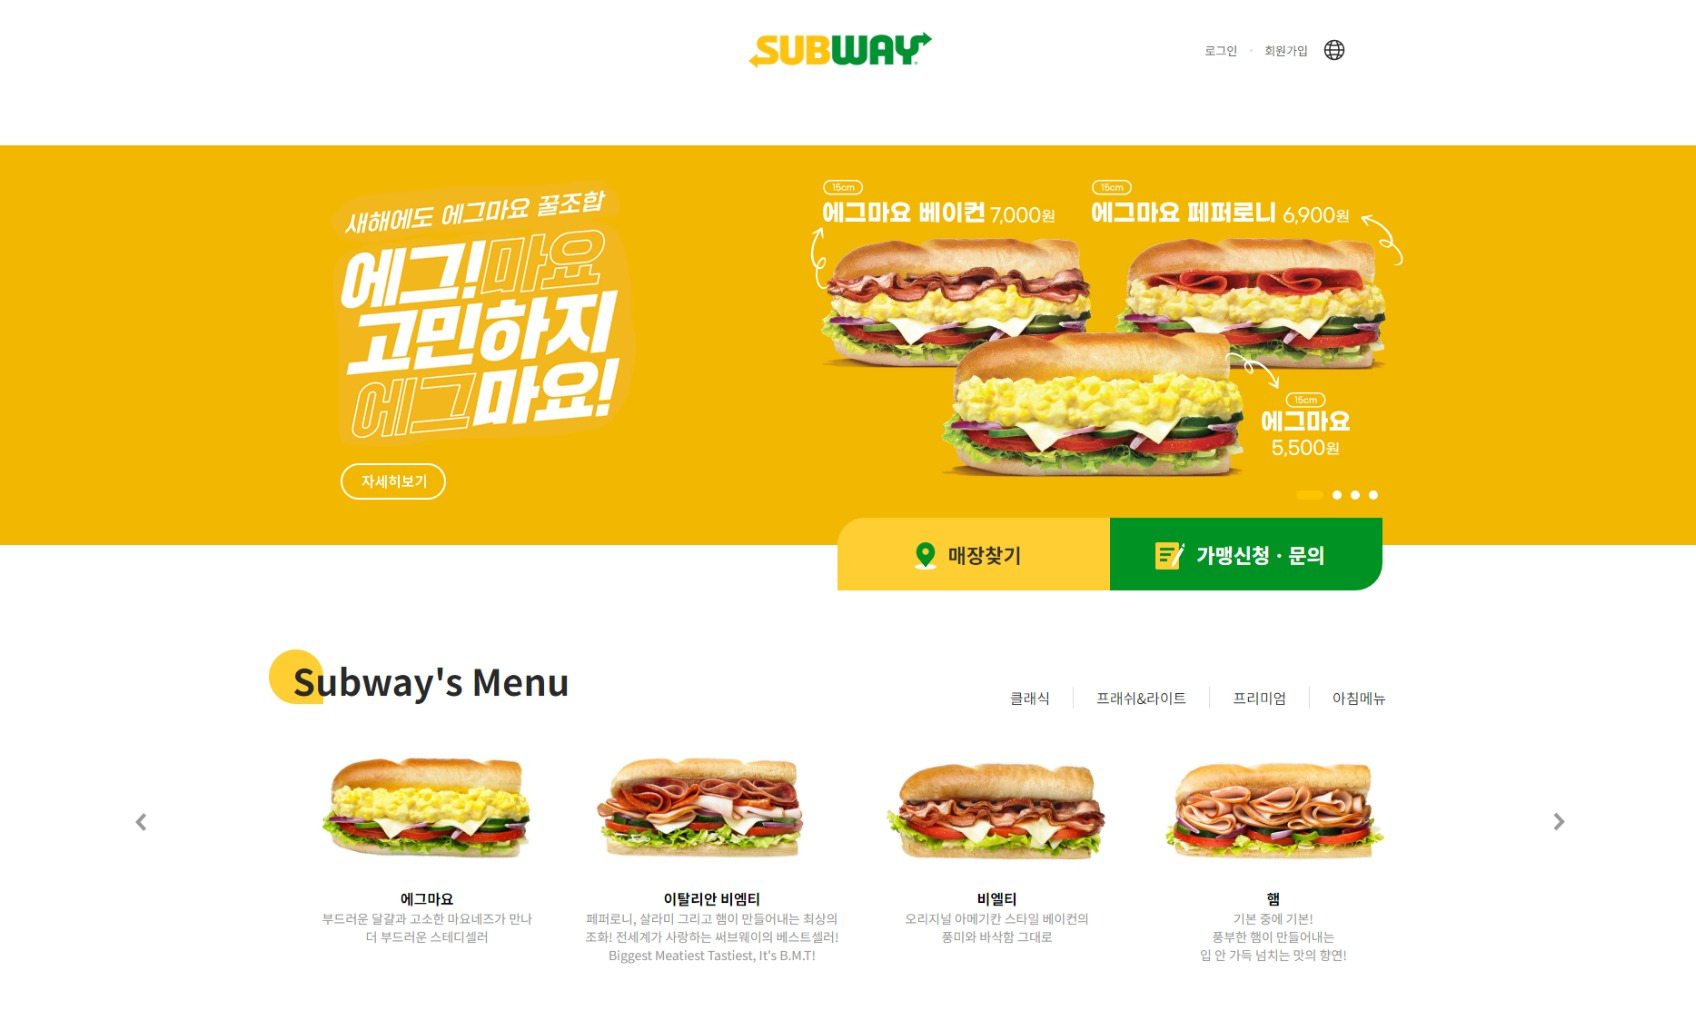 SUBWAY
로그인 · 회원가입
새해에도 에그마요 꿀조합
에그!마요
고민하지
에그마요!
자세히보기
15cm
에그마요 베이컨 7,000원
15cm
에그마요 페퍼로니 6,900원
15cm
에그마요
5,500원
매장찾기
가맹신청 · 문의
Subway's Menu
클래식
프래쉬&라이트
프리미엄
아침메뉴
에그마요
부드러운 달걀과 고소한 마요네즈가 만나
더 부드러운 스테디셀러
이탈리안 비엠티
페퍼로니, 살라미 그리고 햄이 만들어내는 최상의
조화! 전세계가 사랑하는 써브웨이의 베스트셀러!
Biggest Meatiest Tastiest, It's B.M.T!
비엘티
오리지널 아메기칸 스타일 베이컨의
풍미와 바삭함 그대로
햄
기본 중에 기본!
풍부한 햄이 만들어내는
입 안 가득 넘치는 맛의 향연!